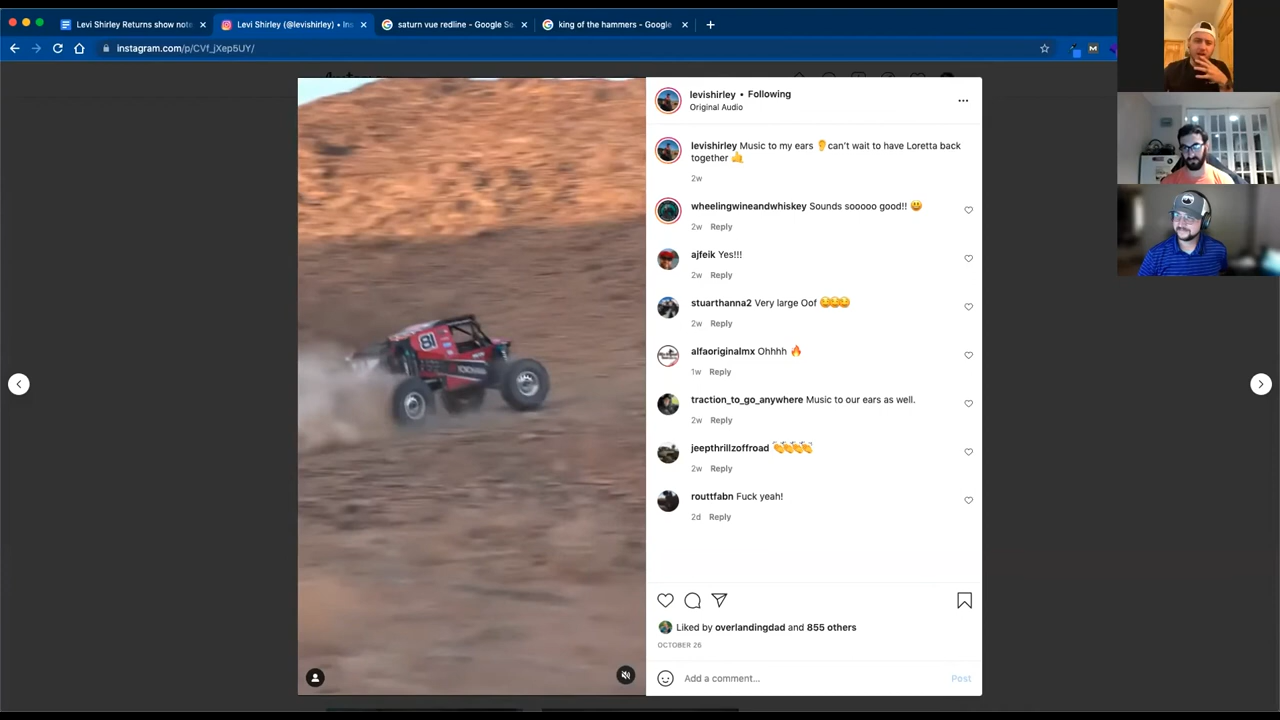 Levi Shirley Returns show note
Levi Shirley (@levishirley) • Ins
saturn vue redline - Google Se
king of the hammers - Google
instagram.com/p/CVf_jXep5UY/
levishirley • Following
Original Audio
levishirley Music to my ears 👂can't wait to have Loretta back
together 🤙
2w
wheelingwineandwhiskey Sounds sooooo good!! 😃
2w Reply
ajfeik Yes!!!
2w Reply
stuarthanna2 Very large Oof 🤩🤩🤩
2w Reply
alfaoriginalmx Ohhhh 🔥
1w Reply
traction_to_go_anywhere Music to our ears as well.
2w Reply
jeepthrillzoffroad 👏👏👏👏
2w Reply
routtfabn Fuck yeah!
2d Reply
Liked by overlandingdad and 855 others
OCTOBER 26
Add a comment...
Post
81